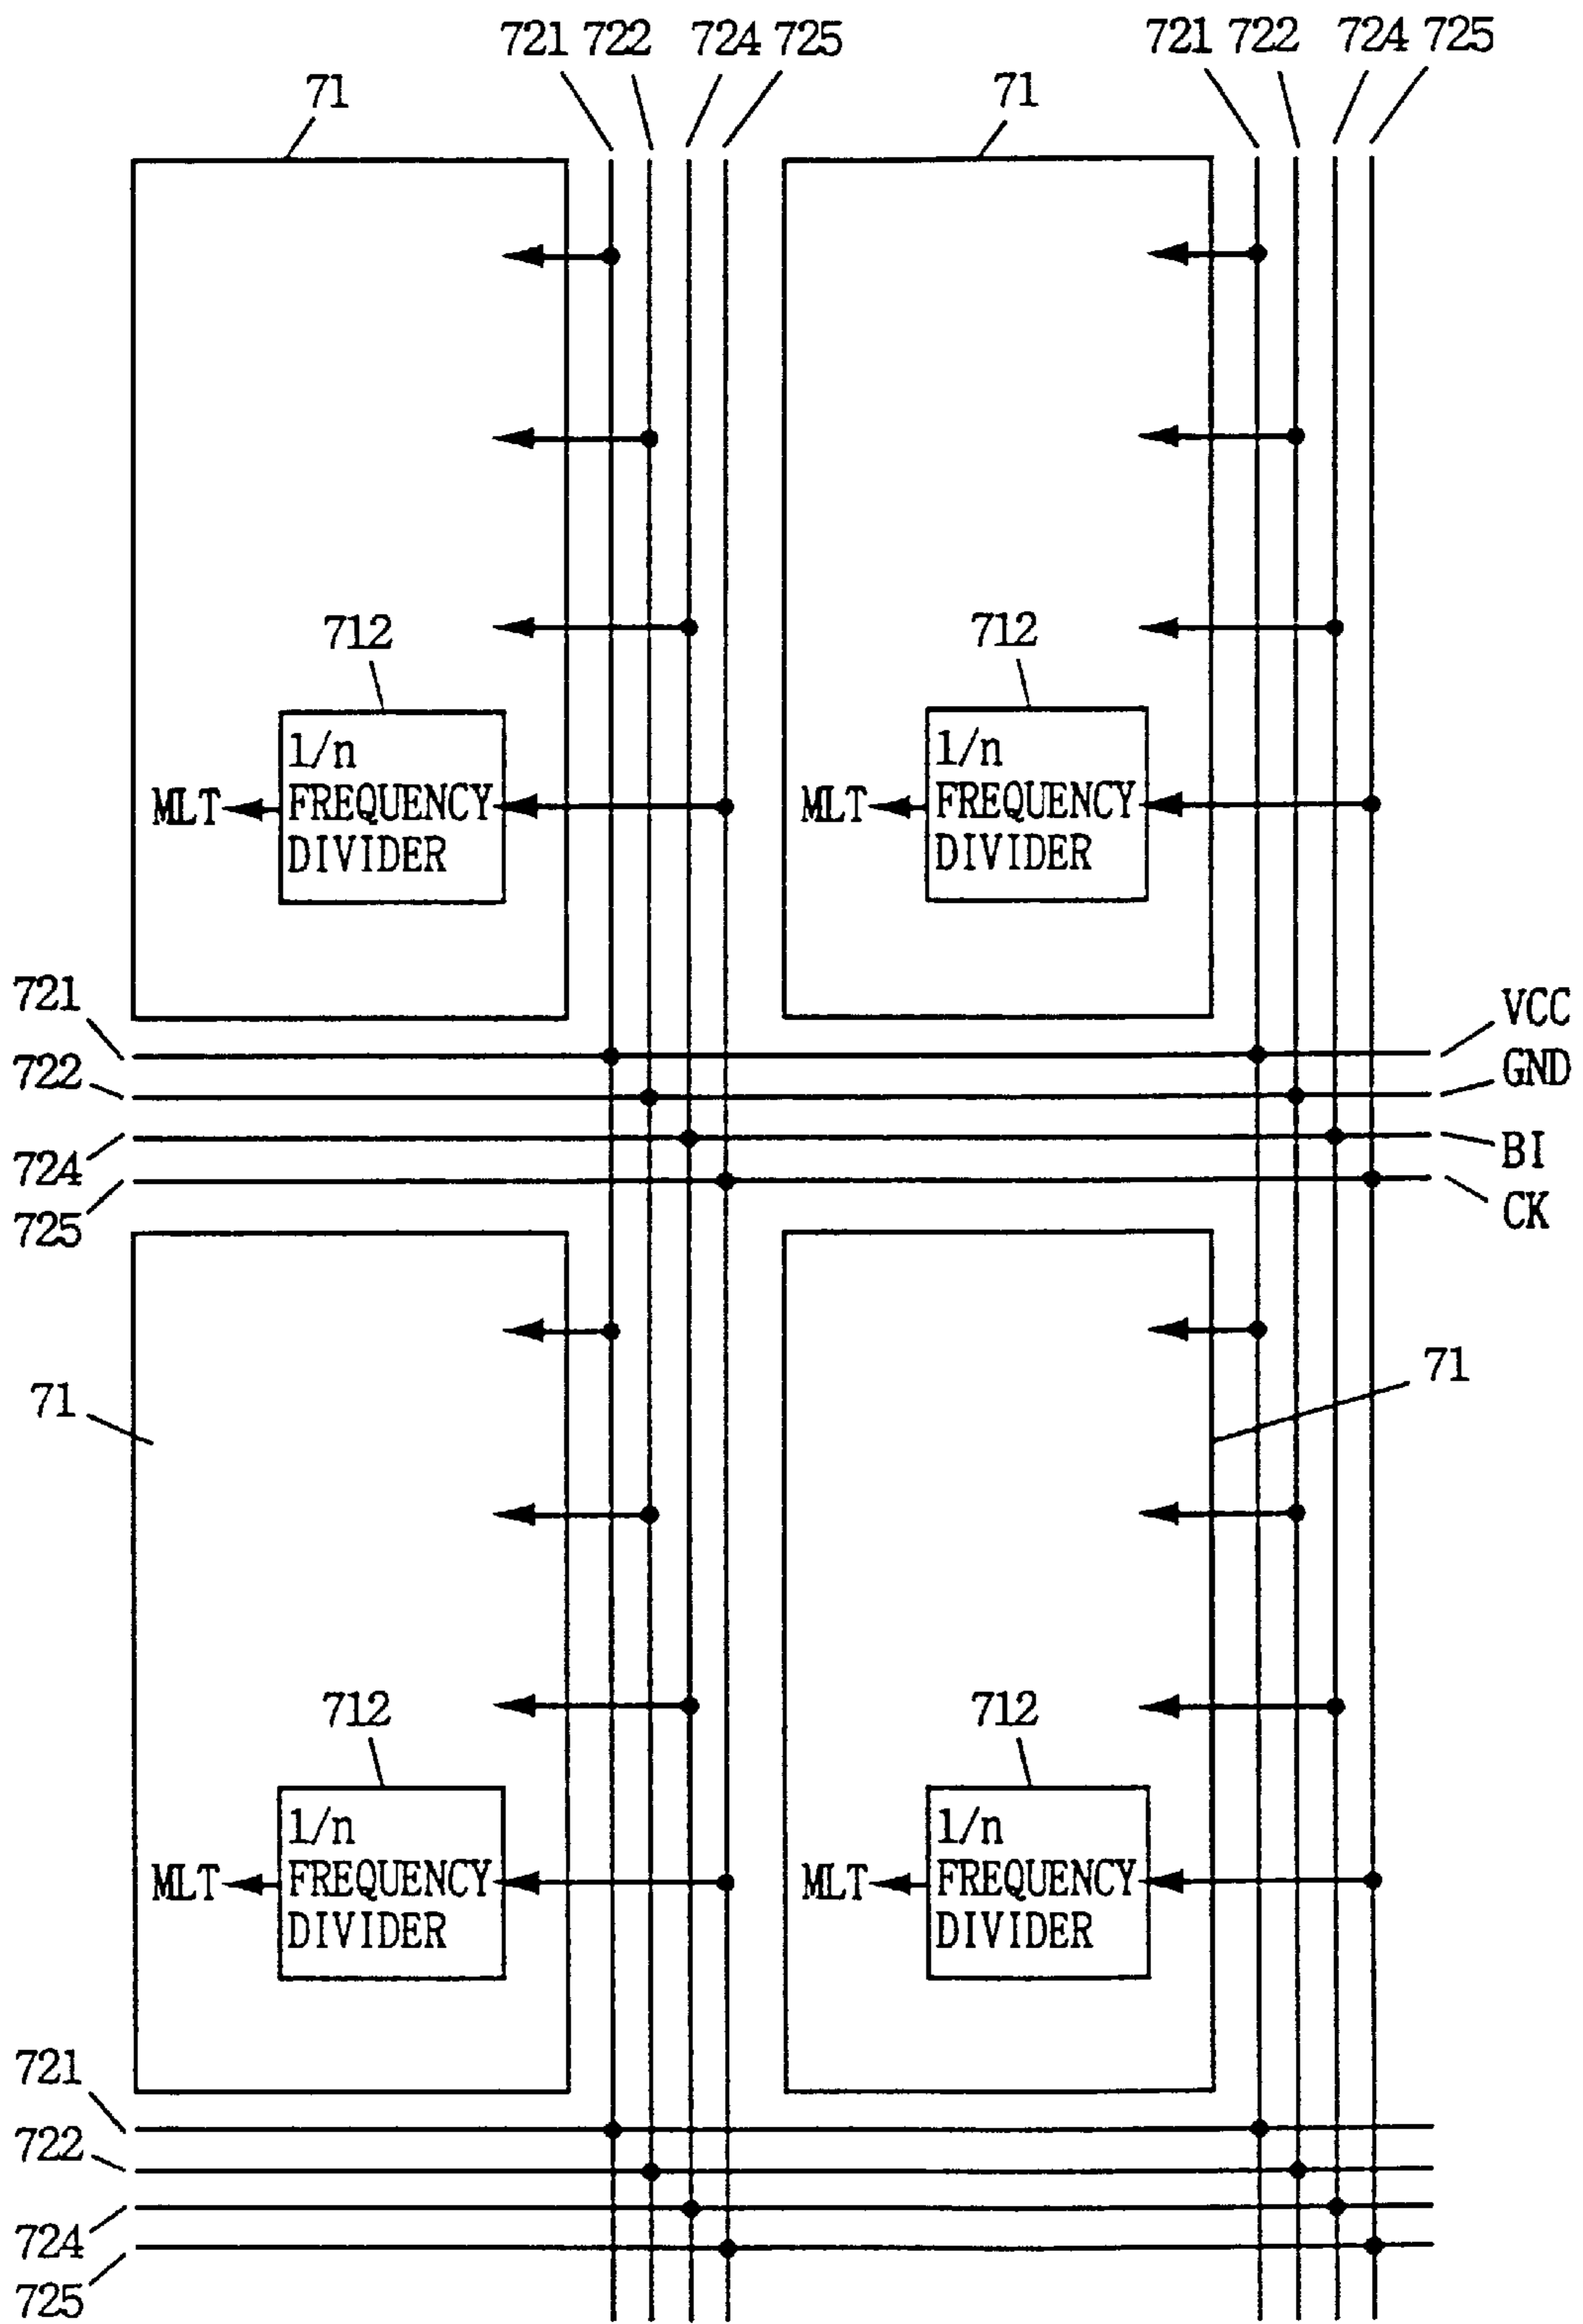 721 722 724 725 721 722 724 725
71 71
712 712
1/n 1/n
MLT FREQUENCY MLT FREQUENCY
DIVIDER DIVIDER
721 VCC
722 GND
724 BI
725 CK
71 71
712 712
1/n 1/n
MLT FREQUENCY MLT FREQUENCY
DIVIDER DIVIDER
721
722
724
725